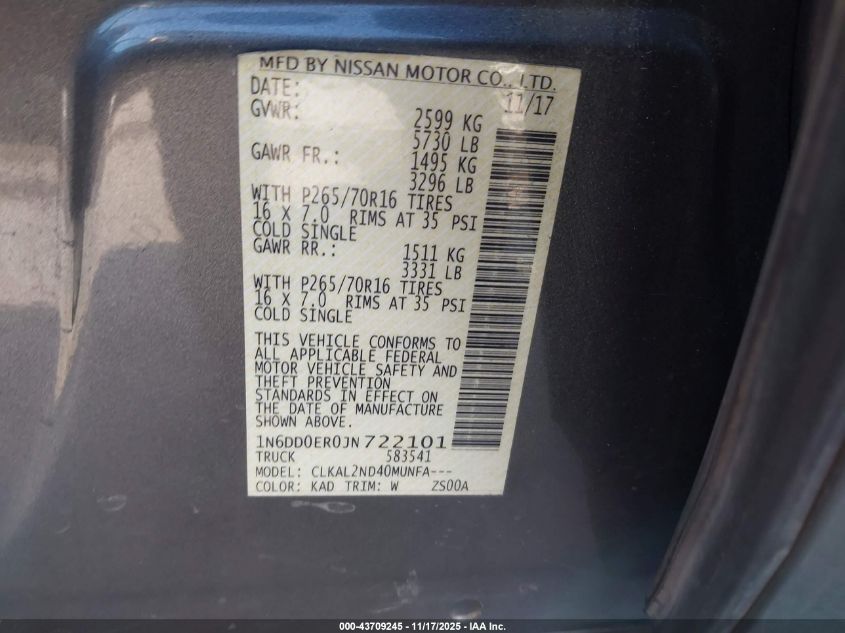 MFD BY NISSAN MOTOR CO., LTD.
DATE: 11/17
GVWR: 2599 KG
5730 LB
GAWR FR.: 1495 KG
3296 LB
WITH P265/70R16 TIRES
16 X 7.0 RIMS AT 35 PSI
COLD SINGLE
GAWR RR.: 1511 KG
3331 LB
WITH P265/70R16 TIRES
16 X 7.0 RIMS AT 35 PSI
COLD SINGLE
THIS VEHICLE CONFORMS TO
ALL APPLICABLE FEDERAL
MOTOR VEHICLE SAFETY AND
THEFT PREVENTION
STANDARDS IN EFFECT ON
THE DATE OF MANUFACTURE
SHOWN ABOVE.
1N6DD0ER0JN722101
TRUCK 583541
MODEL: CLKAL2ND40MUNFA---
COLOR: KAD TRIM: W ZS00A
000-43709245 - 11/17/2025 - IAA Inc.